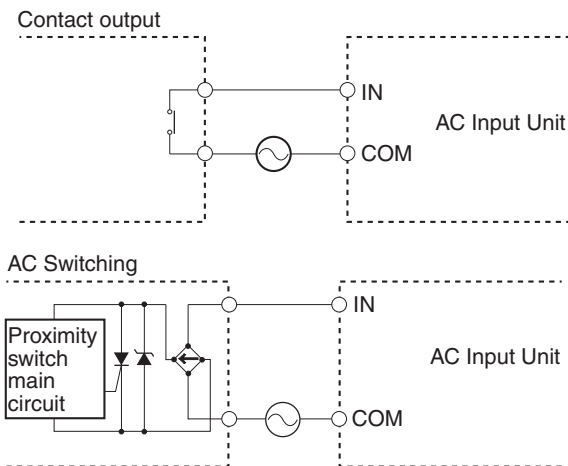 Contact output
IN
AC Input Unit
COM
AC Switching
IN
Proximity
switch
main
circuit
AC Input Unit
COM